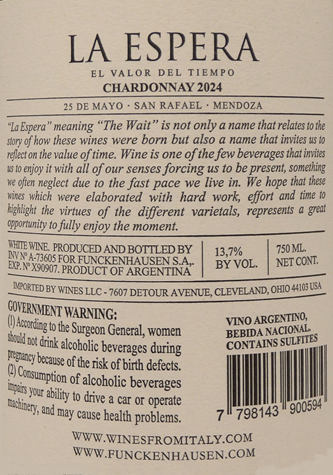 LA ESPERA
EL VALOR DEL TIEMPO
CHARDONNAY 2024
25 DE MAYO · SAN RAFAEL · MENDOZA
"La Espera" meaning "The Wait" is not only a name that relates to the
story of how these wines were born but also a name that invites us to
reflect on the value of time. Wine is one of the few beverages that invites
us to enjoy it with all of our senses forcing us to be present, something
we often neglect due to the fast pace we live in. We hope that these
wines which were elaborated with hard work, effort and time to
highlight the virtues of the different varietals, represents a great
opportunity to fully enjoy the moment.
WHITE WINE. PRODUCED AND BOTTLED BY
INV Nº A-73605 FOR FUNCKENHAUSEN S.A,.
EXP. Nº X90907. PRODUCT OF ARGENTINA
13,7%
BY VOL.
750 ML.
NET CONT.
IMPORTED BY WINES LLC - 7607 DETOUR AVENUE, CLEVELAND, OHIO 44103 USA
GOVERNMENT WARNING:
(1) According to the Surgeon General, women
should not drink alcoholic beverages during
pregnancy because of the risk of birth defects.
(2) Consumption of alcoholic beverages
impairs your ability to drive a car or operate
machinery, and may cause health problems.
VINO ARGENTINO,
BEBIDA NACIONAL.
CONTAINS SULFITES
7 798143 900594
WWW.WINESFROMITALY.COM
WWW.FUNCKENHAUSEN.COM